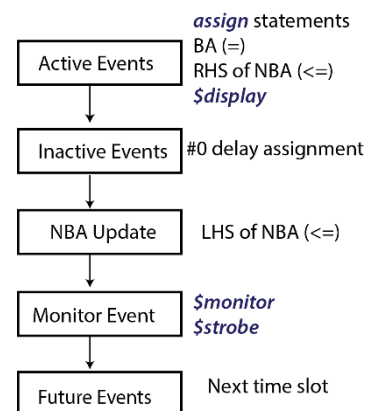 assign statements
BA (=)
Active Events
RHS of NBA (<=)
$display
Inactive Events
#0 delay assignment
NBA Update
LHS of NBA (<=)
Monitor Event
$monitor
$strobe
Future Events
Next time slot